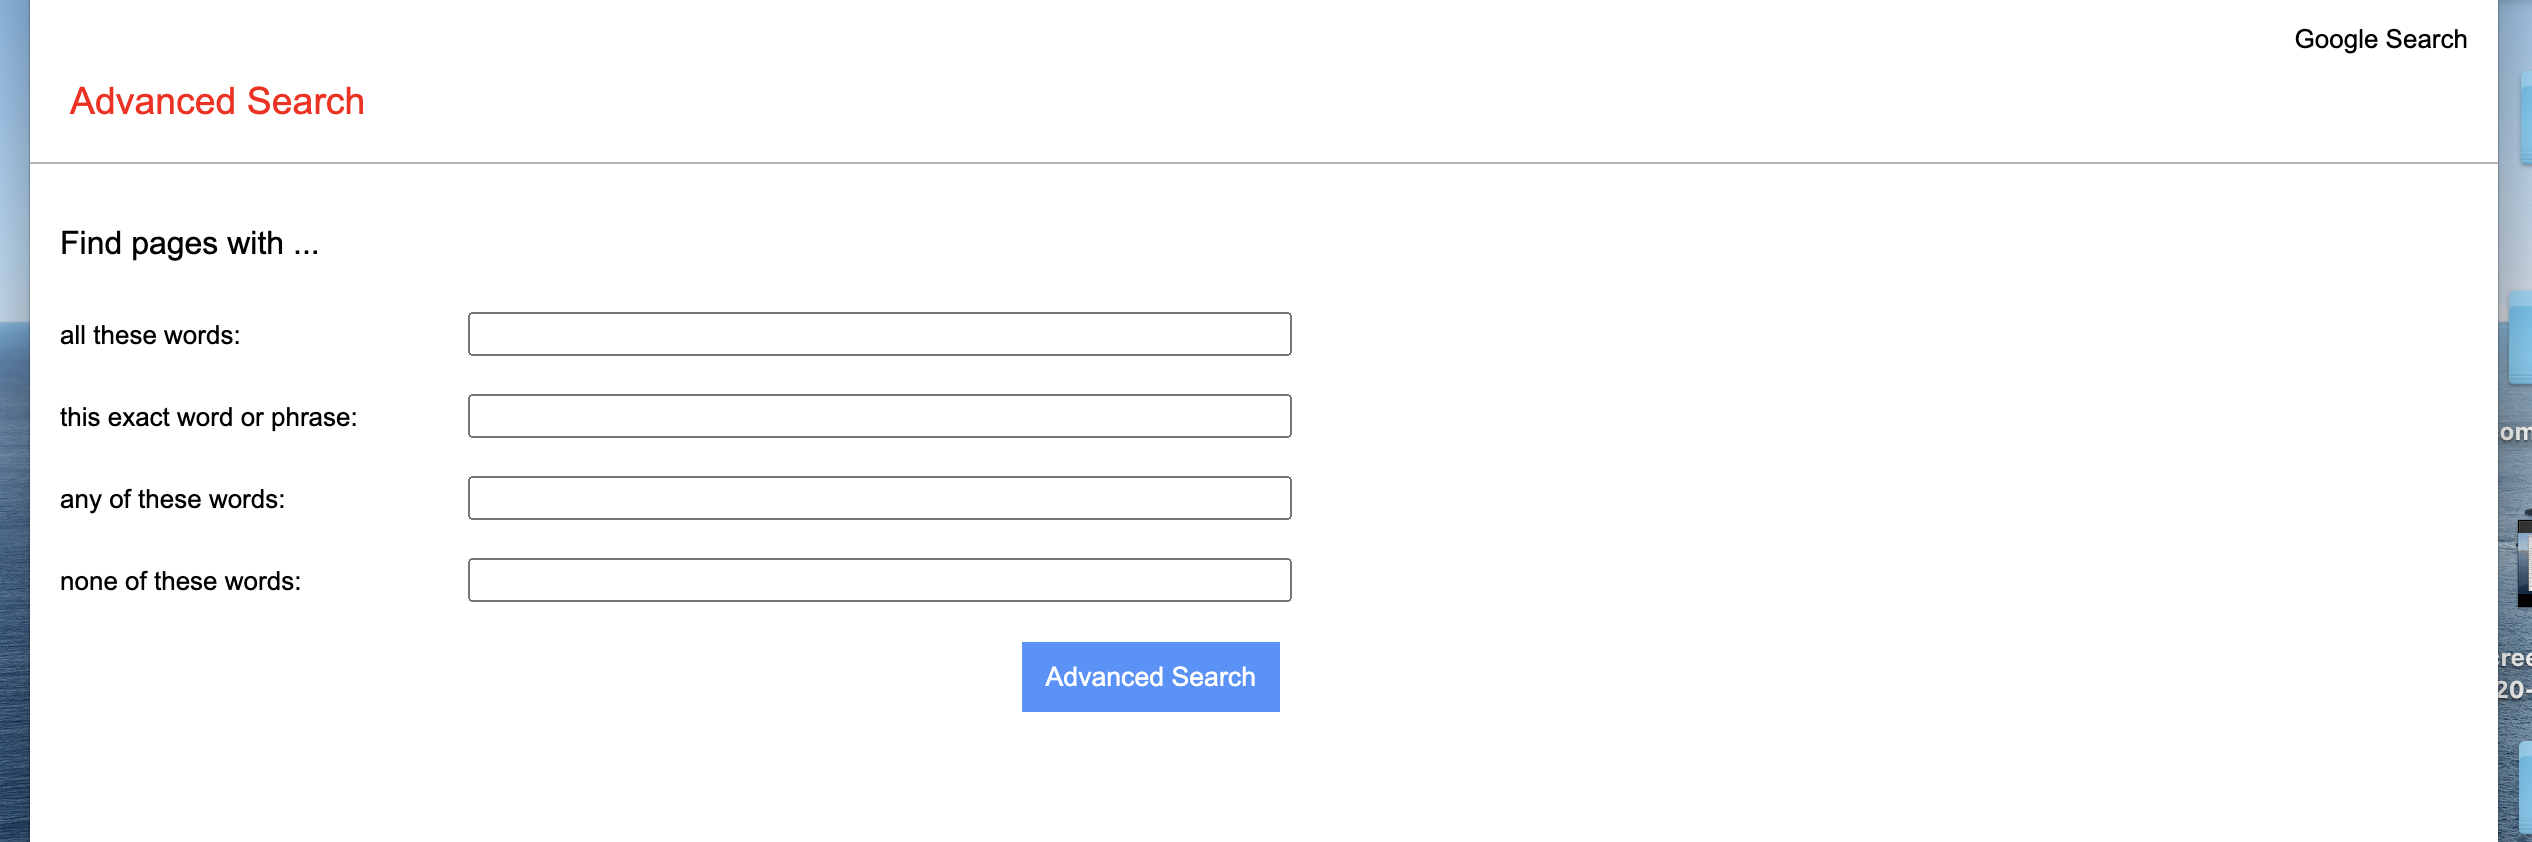 Google Search
Advanced Search
Find pages with ...
all these words:
this exact word or phrase:
any of these words:
none of these words:
Advanced Search